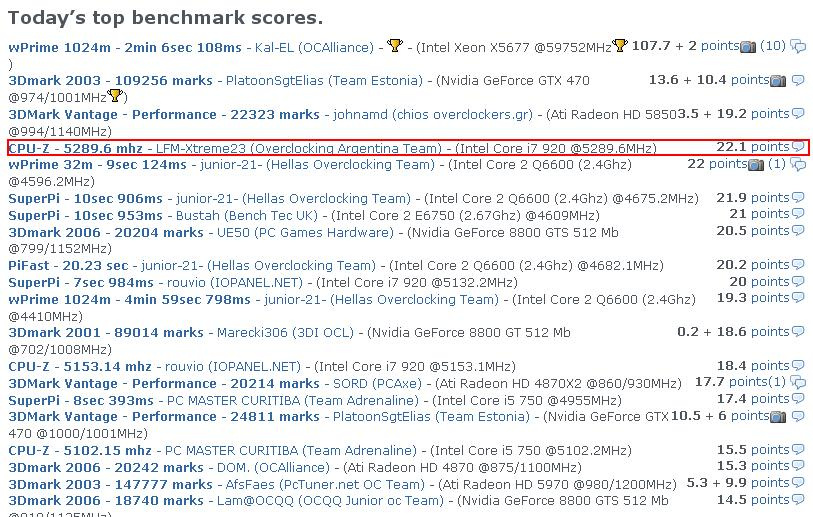 Today's top benchmark scores.
wPrime 1024m - 2min 6sec 108ms - Kal-EL (OCAlliance) - (Intel Xeon X5677 @59752MHz 107.7 + 2 points (10)
)
3Dmark 2003 - 109256 marks - PlatoonSgtElias (Team Estonia) - (Nvidia GeForce GTX 470 13.6 + 10.4 points
@974/1001MHz )
3DMark Vantage - Performance - 22323 marks - johnamd (chios overclockers.gr) - (Ati Radeon HD 5850 3.5 + 19.2 points
@994/1140MHz)
CPU-Z - 5289.6 mhz - LFM-Xtreme23 (Overclocking Argentina Team) - (Intel Core i7 920 @5289.6MHz) 22.1 points
wPrime 32m - 9sec 124ms - junior-21- (Hellas Overclocking Team) - (Intel Core 2 Q6600 (2.4Ghz) 22 points (1)
@4596.2MHz)
SuperPi - 10sec 906ms - junior-21- (Hellas Overclocking Team) - (Intel Core 2 Q6600 (2.4Ghz) @4675.2MHz) 21.9 points
SuperPi - 10sec 953ms - Bustah (Bench Tec UK) - (Intel Core 2 E6750 (2.67Ghz) @4609MHz) 21 points
3Dmark 2006 - 20204 marks - UE50 (PC Games Hardware) - (Nvidia GeForce 8800 GTS 512 Mb 20.5 points
@799/1152MHz)
PiFast - 20.23 sec - junior-21- (Hellas Overclocking Team) - (Intel Core 2 Q6600 (2.4Ghz) @4682.1MHz) 20.2 points
SuperPi - 7sec 984ms - rouvio (IOPANEL.NET) - (Intel Core i7 920 @5132.2MHz) 20 points
wPrime 1024m - 4min 59sec 798ms - junior-21- (Hellas Overclocking Team) - (Intel Core 2 Q6600 (2.4Ghz) 19.3 points
@4410MHz)
3Dmark 2001 - 89014 marks - Marecki306 (3DI OCL) - (Nvidia GeForce 8800 GT 512 Mb 0.2 + 18.6 points
@702/1008MHz)
CPU-Z - 5153.14 mhz - rouvio (IOPANEL.NET) - (Intel Core i7 920 @5153.1MHz) 18.4 points
3DMark Vantage - Performance - 20214 marks - SORD (PCAxe) - (Ati Radeon HD 4870X2 @860/930MHz) 17.7 points(1)
SuperPi - 8sec 393ms - PC MASTER CURITIBA (Team Adrenaline) - (Intel Core i5 750 @4955MHz) 17.4 points
3DMark Vantage - Performance - 24811 marks - PlatoonSgtElias (Team Estonia) - (Nvidia GeForce GTX 10.5 + 6 points
470 @1000/1001MHz)
CPU-Z - 5102.15 mhz - PC MASTER CURITIBA (Team Adrenaline) - (Intel Core i5 750 @5102.2MHz) 15.5 points
3Dmark 2006 - 20242 marks - DOM. (OCAlliance) - (Ati Radeon HD 4870 @875/1100MHz) 15.3 points
3Dmark 2003 - 147777 marks - AfsFaes (PcTuner.net OC Team) - (Ati Radeon HD 5970 @980/1200MHz) 5.3 + 9.9 points
3Dmark 2006 - 18740 marks - Lam@OCQQ (OCQQ Junior oc Team) - (Nvidia GeForce 8800 GTS 512 Mb 14.5 points